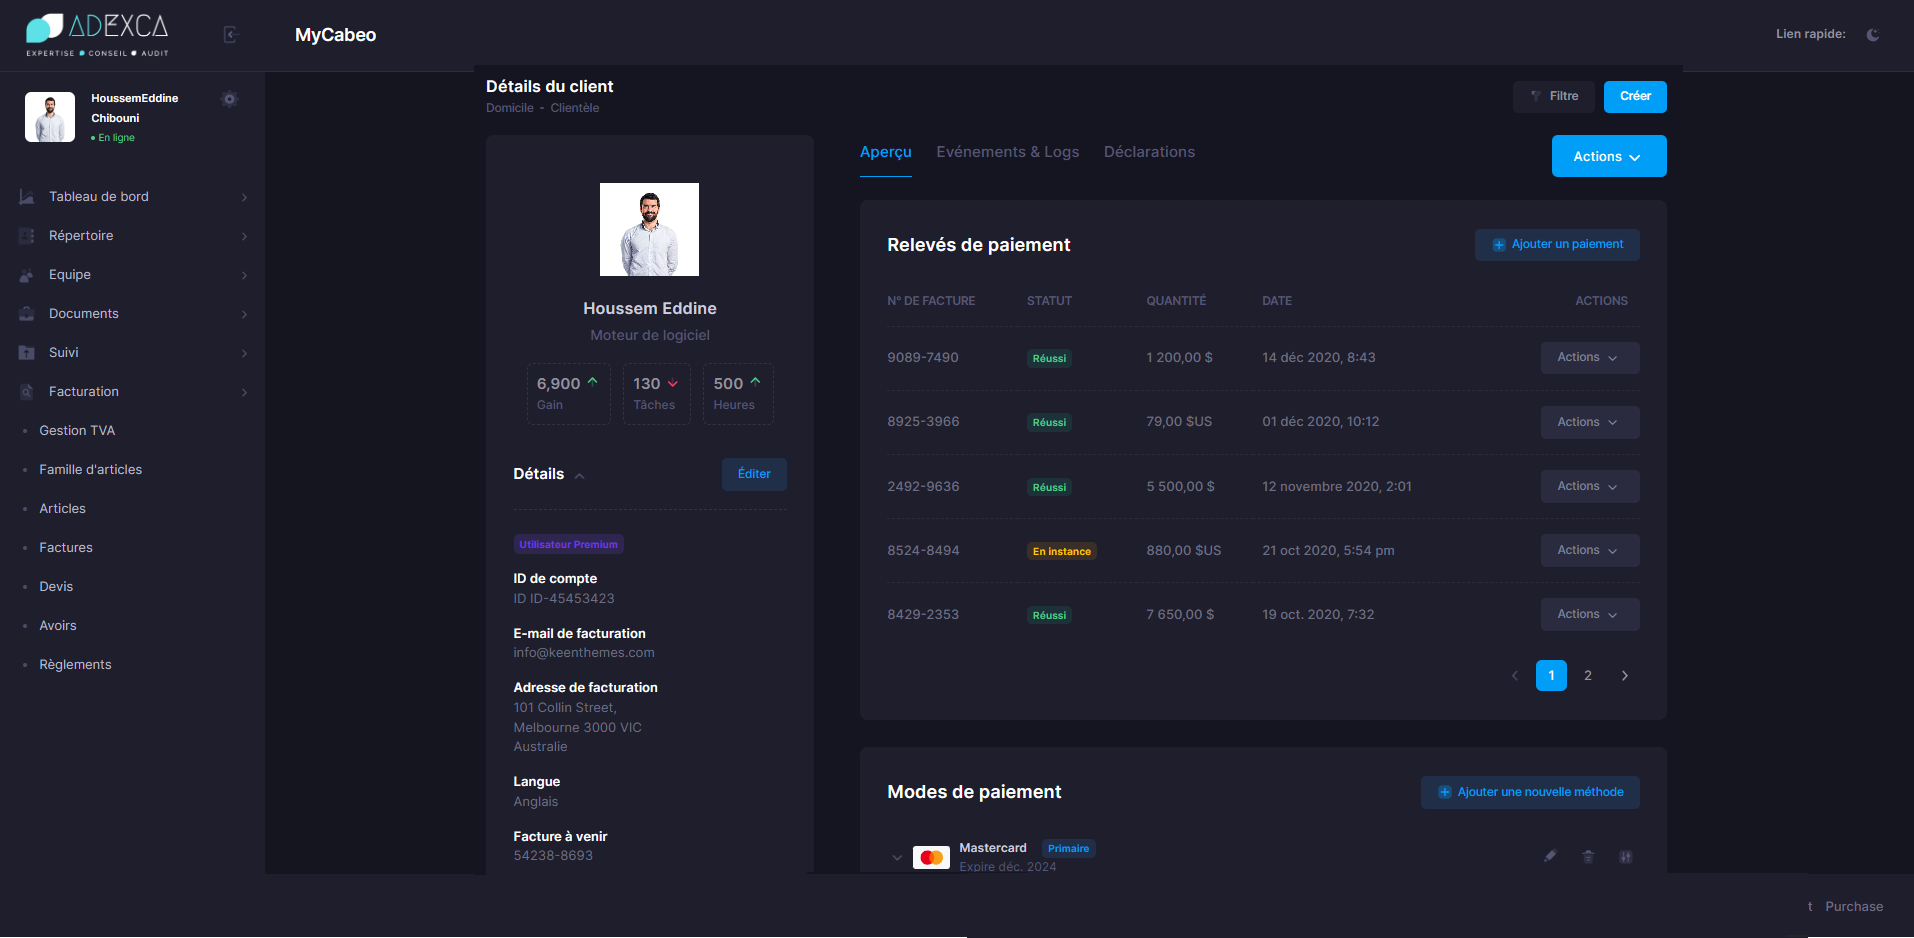 ADEXCA
EXPERTISE CONSEIL AUDIT
MyCabeo
Lien rapide:
HoussemEddine
Chibouni
En ligne
Tableau de bord
Répertoire
Equipe
Documents
Suivi
Facturation
Gestion TVA
Famille d'articles
Articles
Factures
Devis
Avoirs
Règlements
Détails du client
Domicile - Clientèle
Filtre
Créer
Houssem Eddine
Moteur de logiciel
6,900
Gain
130
Tâches
500
Heures
Détails
Éditer
Utilisateur Premium
ID de compte
ID ID-45453423
E-mail de facturation
info@keenthemes.com
Adresse de facturation
101 Collin Street,
Melbourne 3000 VIC
Australie
Langue
Anglais
Facture à venir
54238-8693
Aperçu Evénements & Logs Déclarations
Actions
Relevés de paiement
Ajouter un paiement
N° DE FACTURE STATUT QUANTITÉ DATE ACTIONS
9089-7490 Réussi 1 200,00 $ 14 déc 2020, 8:43 Actions
8925-3966 Réussi 79,00 $US 01 déc 2020, 10:12 Actions
2492-9636 Réussi 5 500,00 $ 12 novembre 2020, 2:01 Actions
8524-8494 En instance 880,00 $US 21 oct 2020, 5:54 pm Actions
8429-2353 Réussi 7 650,00 $ 19 oct. 2020, 7:32 Actions
1 2
Modes de paiement
Ajouter une nouvelle méthode
Mastercard Primaire
Expire déc. 2024
t Purchase